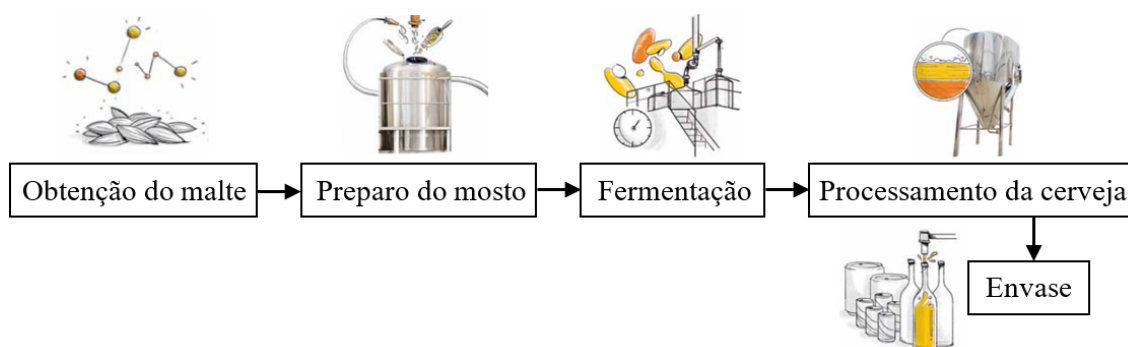 Obtenção do malte
Preparo do mosto
Fermentação
Processamento da cerveja
Envase